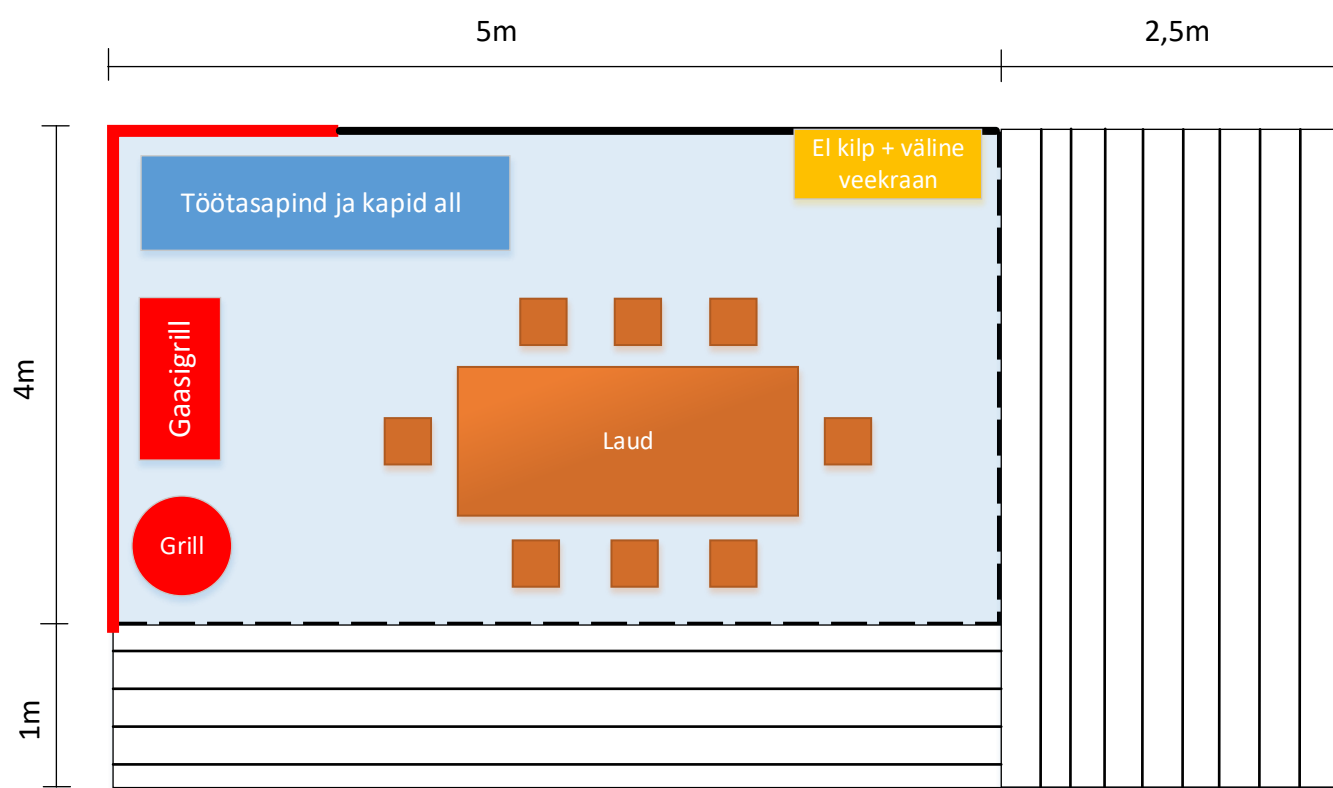 5m
2,5m
El kilp + väline
veekraan
Töötasapind ja kapid all
4m
Gaasigrill
Laud
Grill
1m